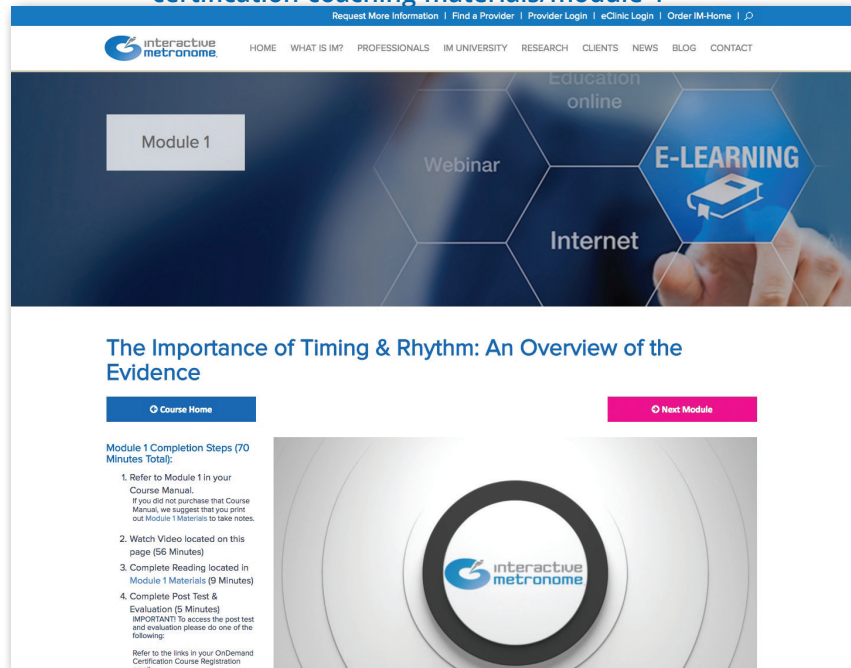 certification-coaching-materials/module-1
Request More Information | Find a Provider | Provider Login | eClinic Login | Order IM-Home |
interactive
metronome.
HOME WHAT IS IM? PROFESSIONALS IM UNIVERSITY RESEARCH CLIENTS NEWS BLOG CONTACT
Education
online
Module 1
Webinar
E-LEARNING
Internet
The Importance of Timing & Rhythm: An Overview of the
Evidence
Course Home
Next Module
Module 1 Completion Steps (70
Minutes Total):
1. Refer to Module 1 in your
Course Manual.
If you did not purchase that Course
Manual, we suggest that you print
out Module 1 Materials to take notes.
2. Watch Video located on this
page (56 Minutes)
3. Complete Reading located in
Module 1 Materials (9 Minutes)
4. Complete Post Test &
Evaluation (5 Minutes)
IMPORTANT! To access the post test
and evaluation please do one of the
following:
Refer to the links in your OnDemand
Certification Course Registration
interactive
metronome